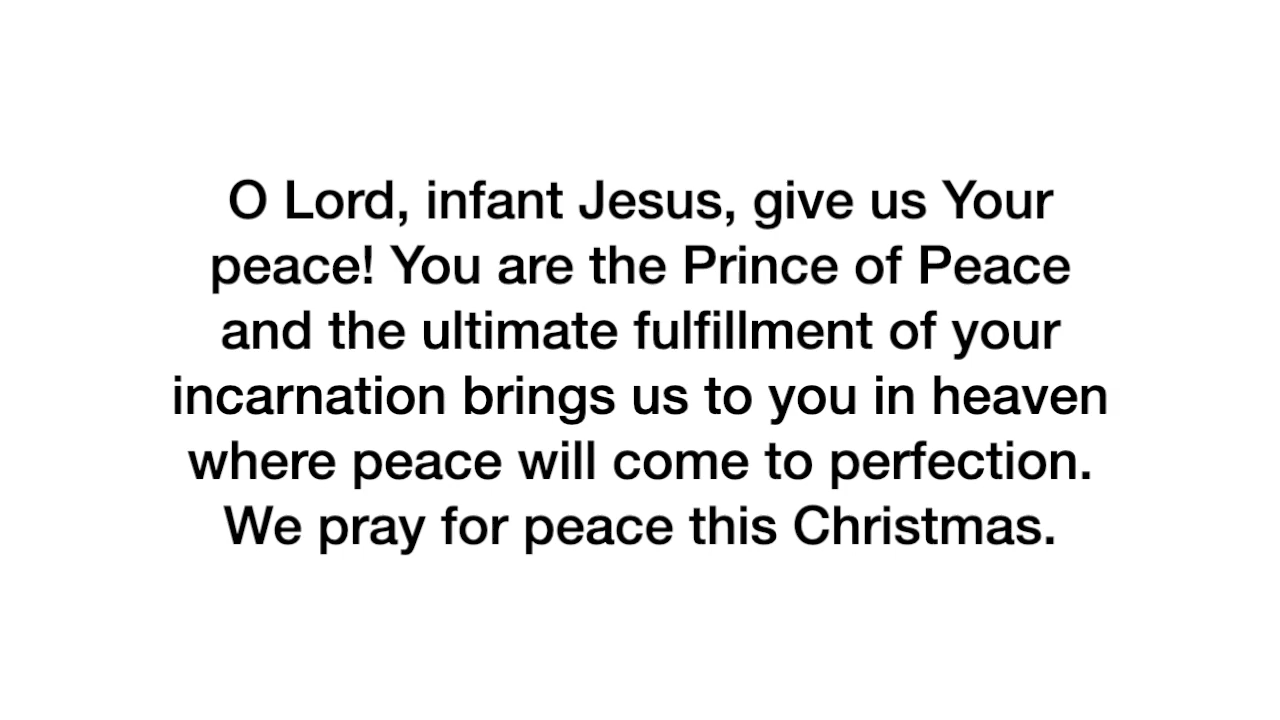 O Lord, infant Jesus, give us Your
peace! You are the Prince of Peace
and the ultimate fulfillment of your
incarnation brings us to you in heaven
where peace will come to perfection.
We pray for peace this Christmas.